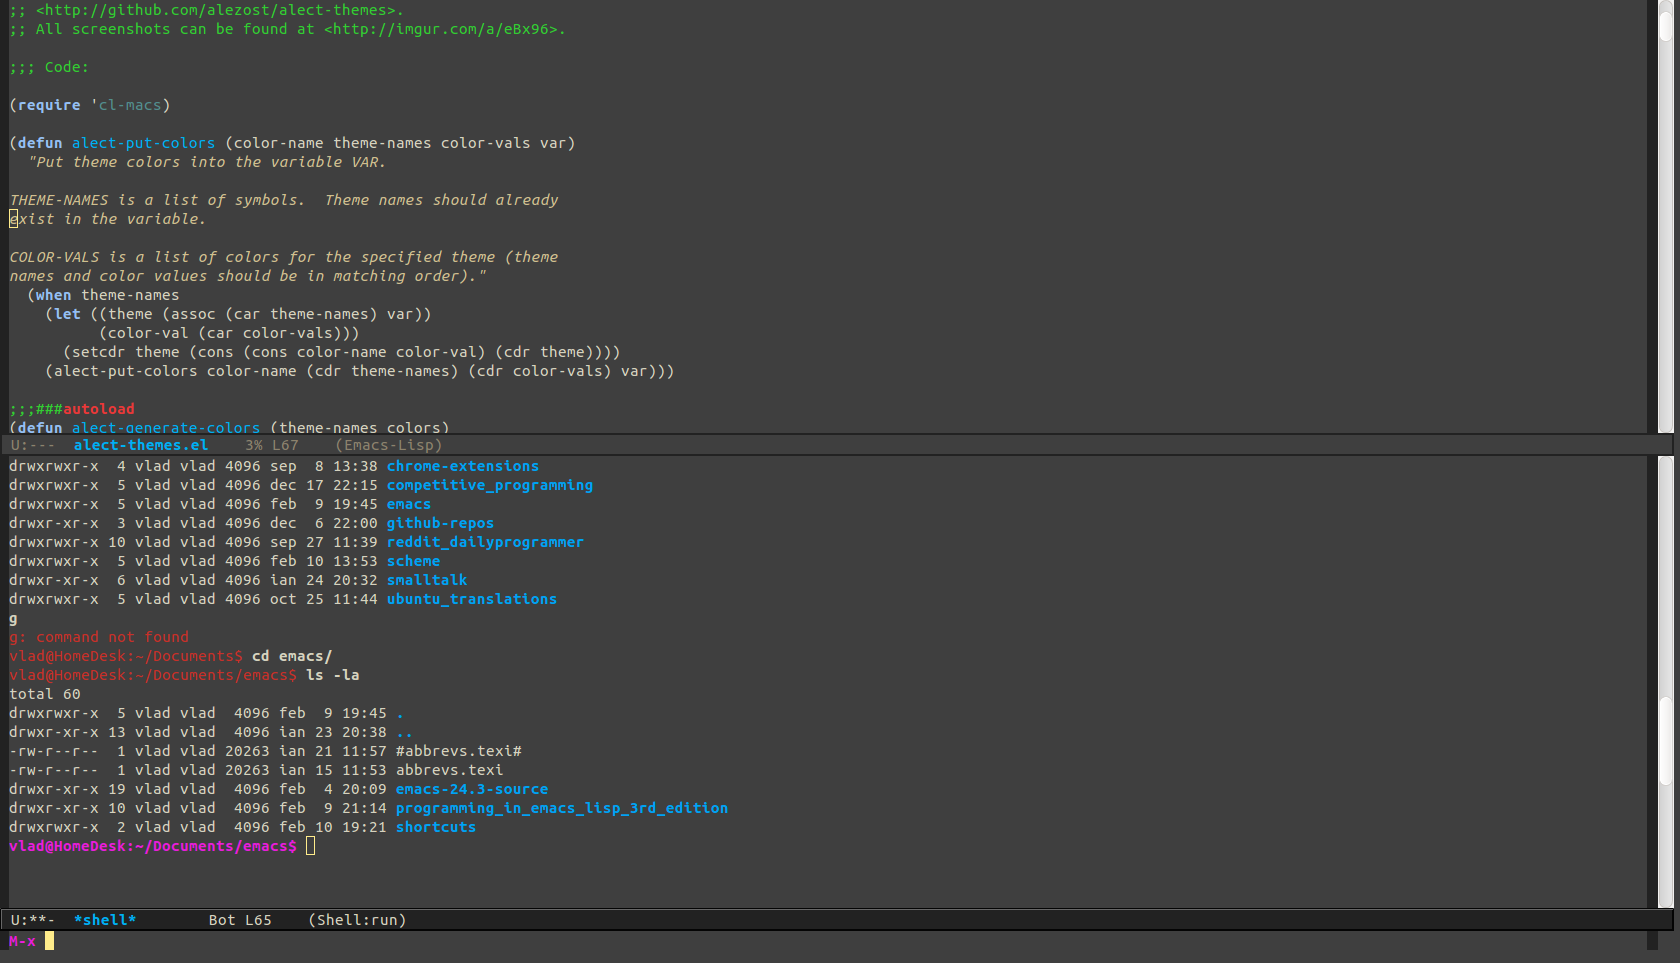 ;; <http://github.com/alezost/alect-themes>.
;; All screenshots can be found at <http://imgur.com/a/eBx96>.
;;; Code:
(require 'cl-macs)
(defun alect-put-colors (color-name theme-names color-vals var)
  "Put theme colors into the variable VAR.
THEME-NAMES is a list of symbols.  Theme names should already
exist in the variable.
COLOR-VALS is a list of colors for the specified theme (theme
names and color values should be in matching order)."
  (when theme-names
    (let ((theme (assoc (car theme-names) var))
          (color-val (car color-vals)))
      (setcdr theme (cons (cons color-name color-val) (cdr theme))))
    (alect-put-colors color-name (cdr theme-names) (cdr color-vals) var)))
;;;###autoload
(defun alect-generate-colors (theme-names colors)
U:---  alect-themes.el    3% L67    (Emacs-Lisp)
drwxrwxr-x  4 vlad vlad 4096 sep  8 13:38 chrome-extensions
drwxrwxr-x  5 vlad vlad 4096 dec 17 22:15 competitive_programming
drwxrwxr-x  5 vlad vlad 4096 feb  9 19:45 emacs
drwxr-xr-x  3 vlad vlad 4096 dec  6 22:00 github-repos
drwxrwxr-x 10 vlad vlad 4096 sep 27 11:39 reddit_dailyprogrammer
drwxrwxr-x  5 vlad vlad 4096 feb 10 13:53 scheme
drwxr-xr-x  6 vlad vlad 4096 ian 24 20:32 smalltalk
drwxrwxr-x  5 vlad vlad 4096 oct 25 11:44 ubuntu_translations
g
g: command not found
vlad@HomeDesk:~/Documents$ cd emacs/
vlad@HomeDesk:~/Documents/emacs$ ls -la
total 60
drwxrwxr-x  5 vlad vlad  4096 feb  9 19:45 .
drwxr-xr-x 13 vlad vlad  4096 ian 23 20:38 ..
-rw-r--r--  1 vlad vlad 20263 ian 21 11:57 #abbrevs.texi#
-rw-r--r--  1 vlad vlad 20263 ian 15 11:53 abbrevs.texi
drwxr-xr-x 19 vlad vlad  4096 feb  4 20:09 emacs-24.3-source
drwxr-xr-x 10 vlad vlad  4096 feb  9 21:14 programming_in_emacs_lisp_3rd_edition
drwxrwxr-x  2 vlad vlad  4096 feb 10 19:21 shortcuts
vlad@HomeDesk:~/Documents/emacs$
U:**-  *shell*        Bot L65    (Shell:run)
M-x